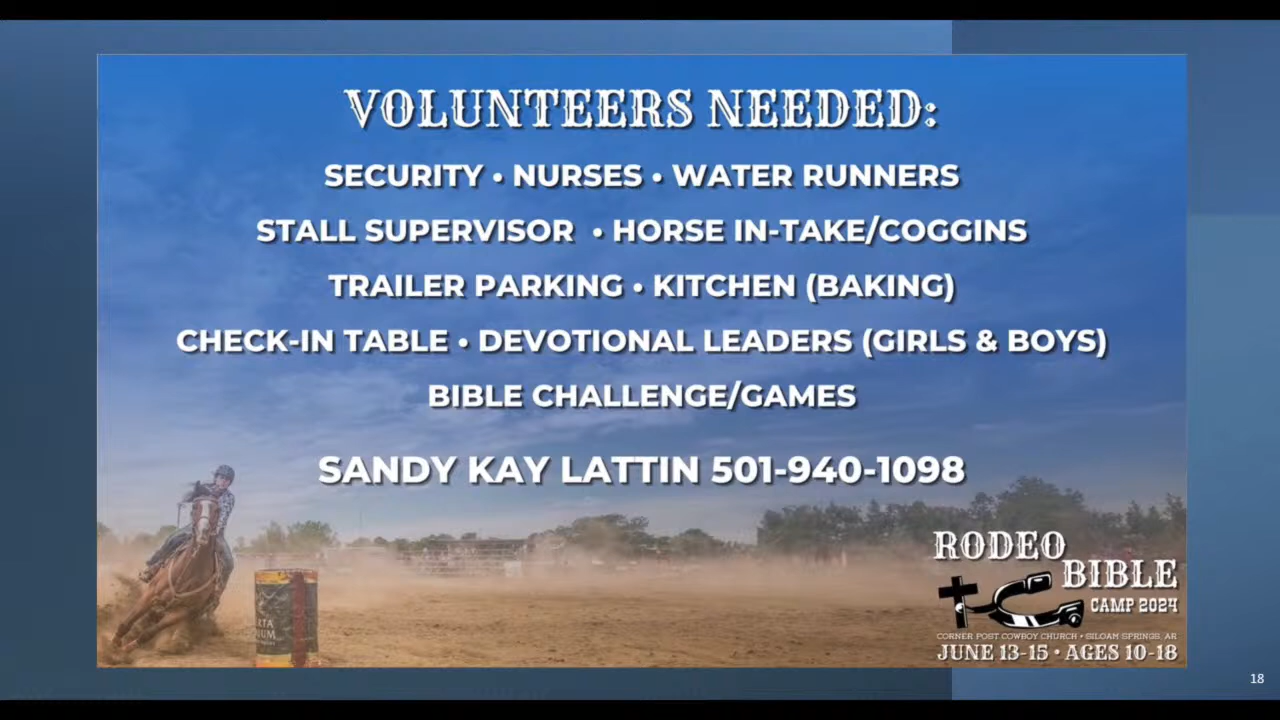 VOLUNTEERS NEEDED:
SECURITY • NURSES • WATER RUNNERS
STALL SUPERVISOR • HORSE IN-TAKE/COGGINS
TRAILER PARKING • KITCHEN (BAKING)
CHECK-IN TABLE • DEVOTIONAL LEADERS (GIRLS & BOYS)
BIBLE CHALLENGE/GAMES
SANDY KAY LATTIN 501-940-1098
RODEO
BIBLE
CAMP 2024
CORNER POST COWBOY CHURCH • SILOAM SPRINGS, AR
JUNE 13-15 • AGES 10-18
18